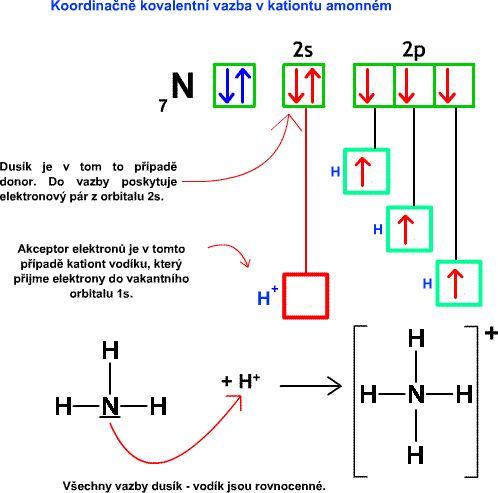 Koordinačně kovalentní vazba v kationtu amonném
2s 2p
7N
Dusík je v tom to případě
donor. Do vazby poskytuje
elektronový pár z orbitalu 2s.
H
H
Akceptor elektronů je v tomto
případě kationt vodíku, který
přijme elektrony do vakantního
orbitalu 1s.
H
H+
H
H
+
H—N—H
+ H+
H—N—H
H
Všechny vazby dusík - vodík jsou rovnocenné.